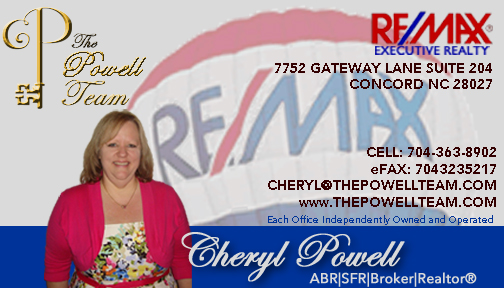 The
Powell
Team
RE/MAX®
EXECUTIVE REALTY
7752 GATEWAY LANE SUITE 204
CONCORD NC 28027
RE/MAX
CELL: 704-363-8902
eFAX: 7043235217
CHERYL@THEPOWELLTEAM.COM
www.THEPOWELLTEAM.COM
Each Office Independently Owned and Operated
Cheryl Powell
ABR|SFR|Broker|Realtor®